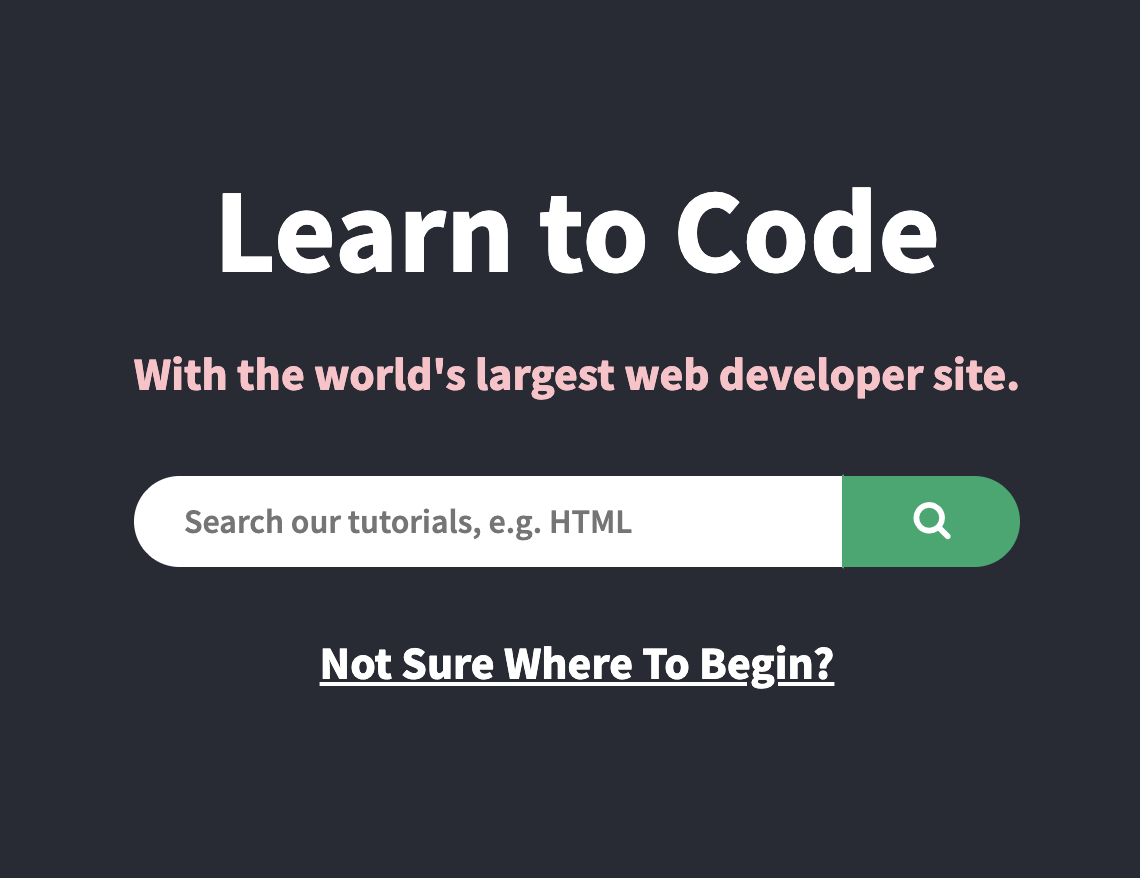 Learn to Code
With the world's largest web developer site.
Search our tutorials, e.g. HTML
Not Sure Where To Begin?